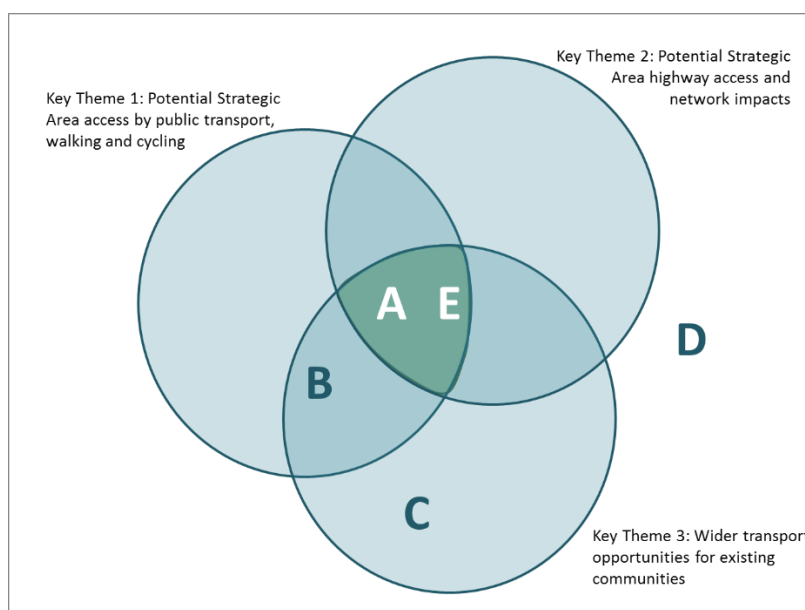 Key Theme 2: Potential Strategic
Area highway access and
network impacts
Key Theme 1: Potential Strategic
Area access by public transport,
walking and cycling
A E
D
B
C
Key Theme 3: Wider transport
opportunities for existing
communities